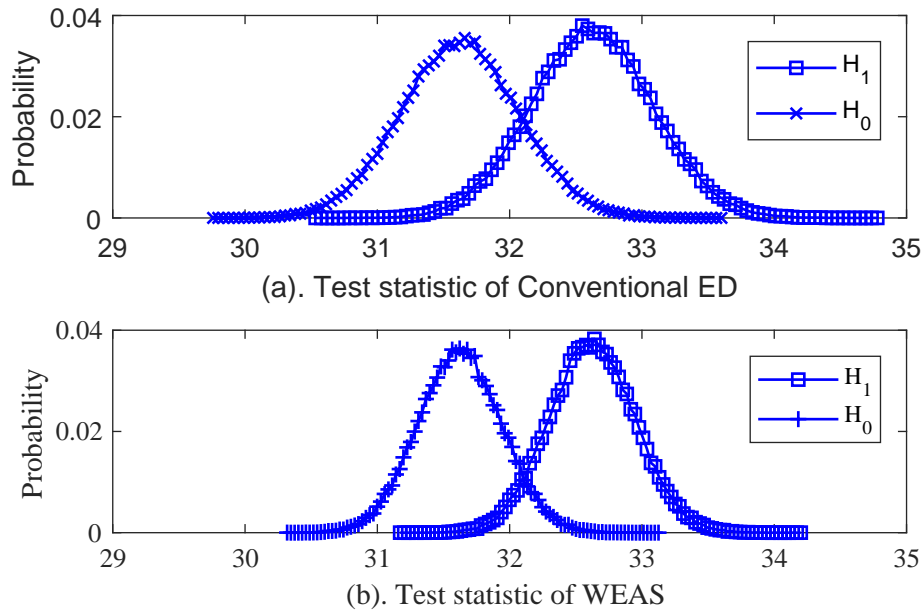 0.04
0.02
0
Probability
H1
H0
29 30 31 32 33 34 35
(a). Test statistic of Conventional ED
0.04
0.02
0
Probability
H1
H0
29 30 31 32 33 34 35
(b). Test statistic of WEAS